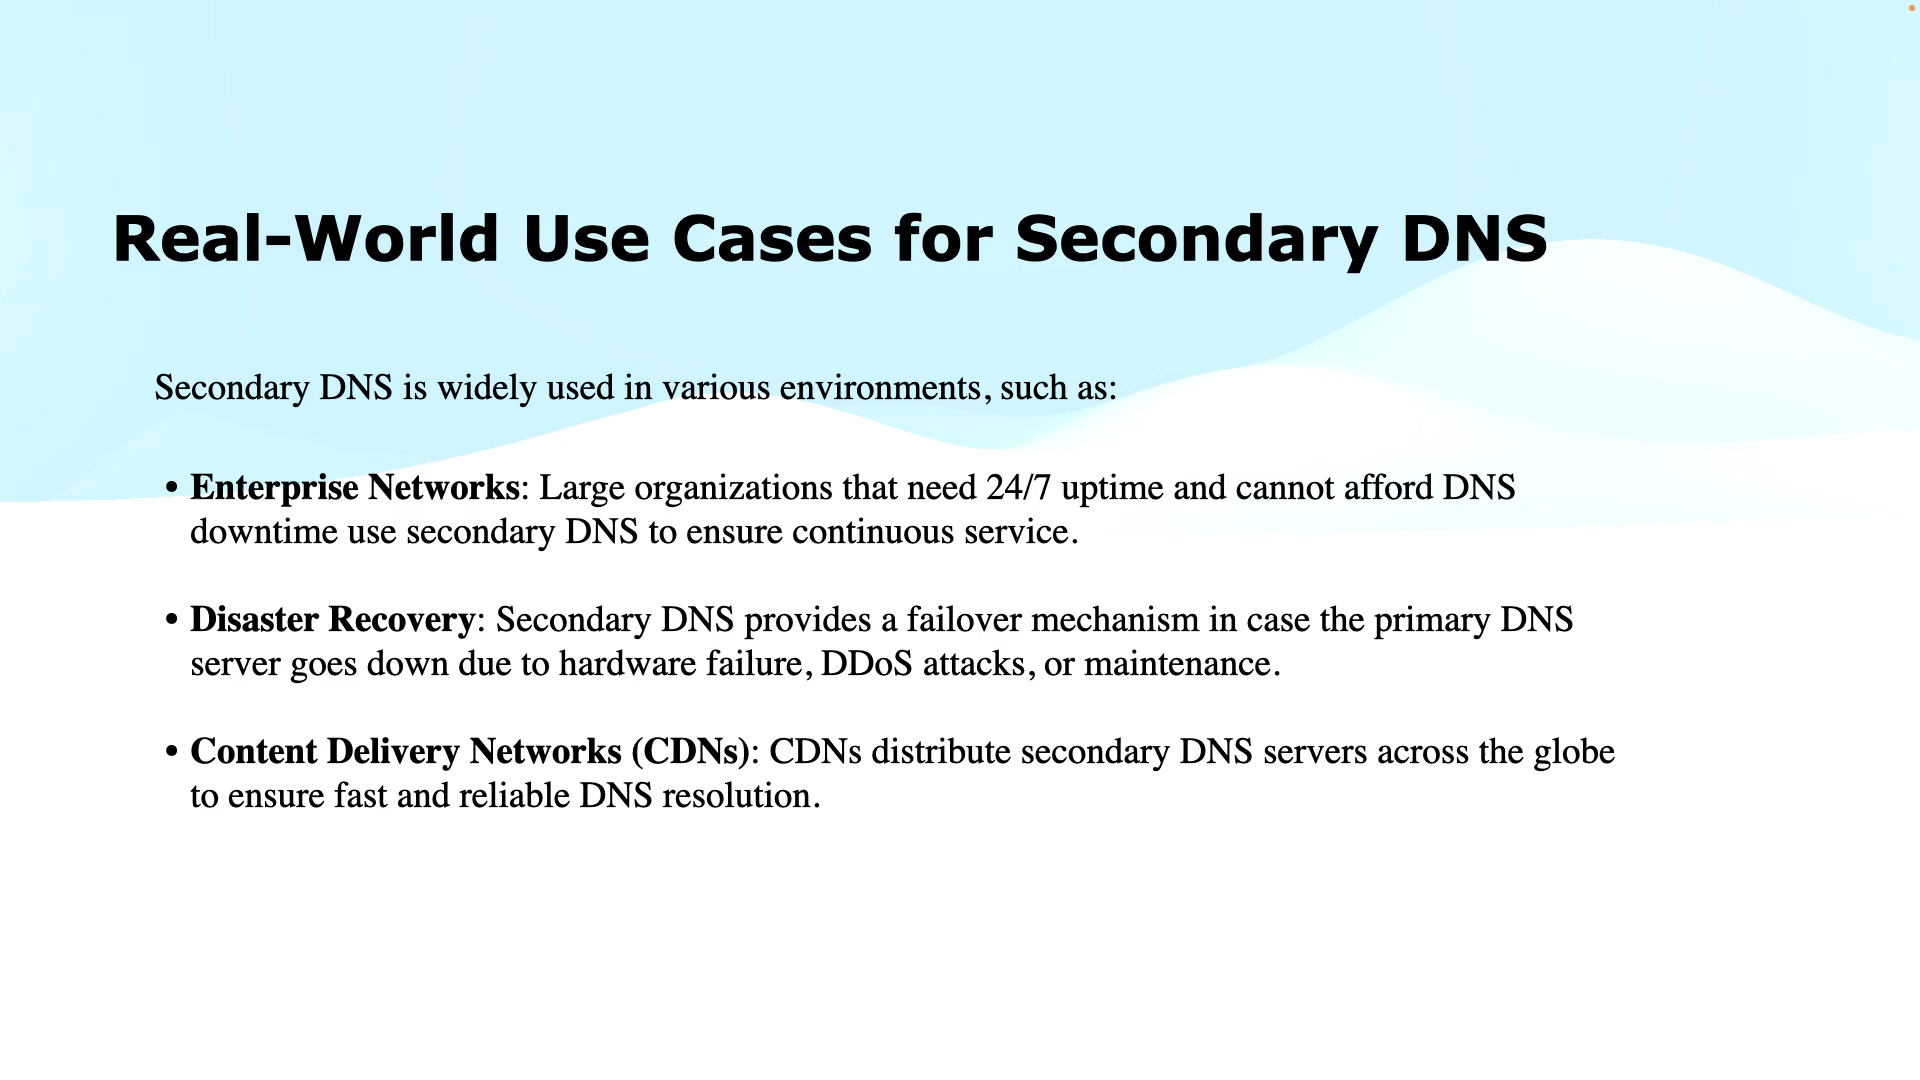 Real-World Use Cases for Secondary DNS
Secondary DNS is widely used in various environments, such as:
• Enterprise Networks: Large organizations that need 24/7 uptime and cannot afford DNS
downtime use secondary DNS to ensure continuous service.
• Disaster Recovery: Secondary DNS provides a failover mechanism in case the primary DNS
server goes down due to hardware failure, DDoS attacks, or maintenance.
• Content Delivery Networks (CDNs): CDNs distribute secondary DNS servers across the globe
to ensure fast and reliable DNS resolution.